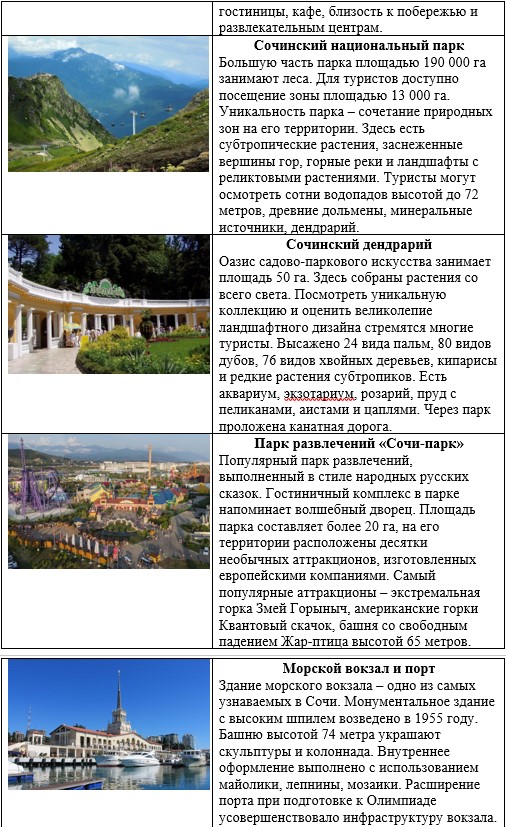 гостиницы, кафе, близость к побережью и
развлекательным центрам.
Сочинский национальный парк
Большую часть парка площадью 190 000 га
занимают леса. Для туристов доступно
посещение зоны площадью 13 000 га.
Уникальность парка – сочетание природных
зон на его территории. Здесь есть
субтропические растения, заснеженные
вершины гор, горные реки и ландшафты с
реликтовыми растениями. Туристы могут
осмотреть сотни водопадов высотой до 72
метров, древние дольмены, минеральные
источники, дендрарий.
Сочинский дендрарий
Оазис садово-паркового искусства занимает
площадь 50 га. Здесь собраны растения со
всего света. Посмотреть уникальную
коллекцию и оценить великолепие
ландшафтного дизайна стремятся многие
туристы. Высажено 24 вида пальм, 80 видов
дубов, 76 видов хвойных деревьев, кипарисы
и редкие растения субтропиков. Есть
аквариум, экзотариум, розарий, пруд с
пеликанами, аистами и цаплями. Через парк
проложена канатная дорога.
Парк развлечений «Сочи-парк»
Популярный парк развлечений,
выполненный в стиле народных русских
сказок. Гостиничный комплекс в парке
напоминает волшебный дворец. Площадь
парка составляет более 20 га, на его
территории расположены десятки
необычных аттракционов, изготовленных
европейскими компаниями. Самый
популярные аттракционы – экстремальная
горка Змей Горыныч, американские горки
Квантовый скачок, башня со свободным
падением Жар-птица высотой 65 метров.
Морской вокзал и порт
Здание морского вокзала – одно из самых
узнаваемых в Сочи. Монументальное здание
с высоким шпилем возведено в 1955 году.
Башню высотой 74 метра украшают
скульптуры и колоннада. Внутреннее
оформление выполнено с использованием
майолики, лепнины, мозаики. Расширение
порта при подготовке к Олимпиаде
усовершенствовало инфраструктуру вокзала.